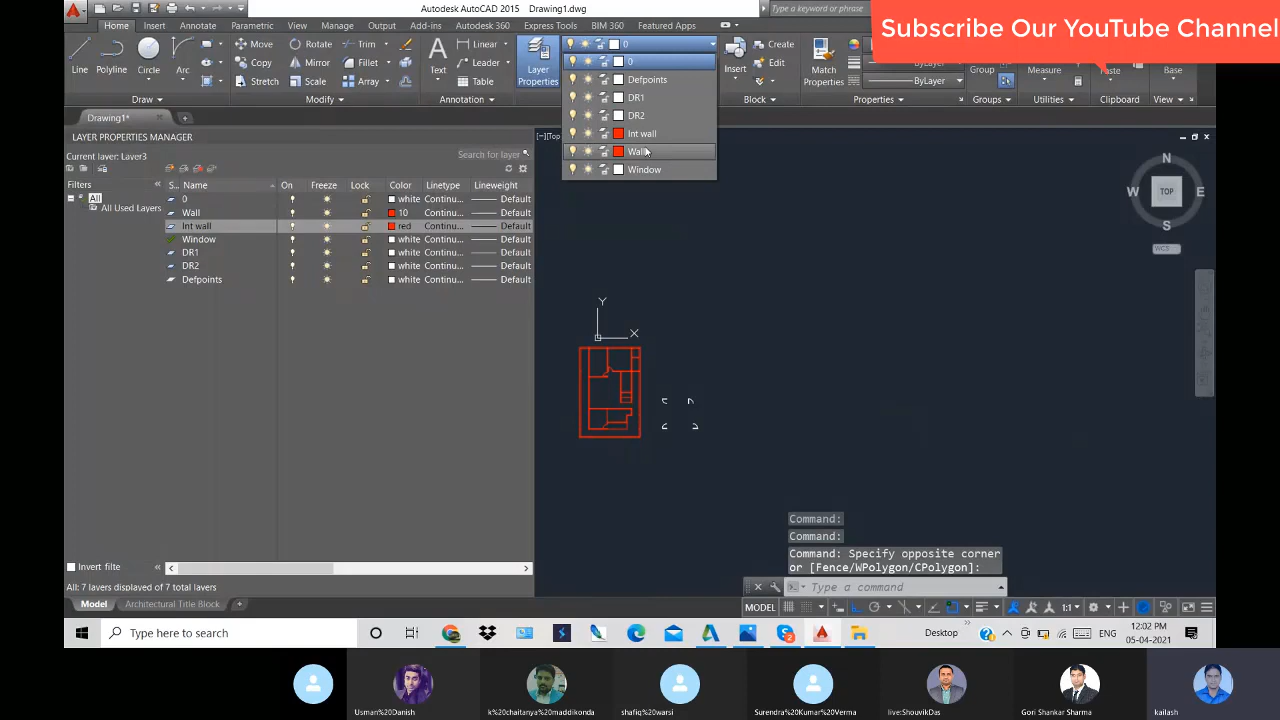 Autodesk AutoCAD 2015 Drawing1.dwg
Type a keyword or phrase
Subscribe Our YouTube Channel
Home Insert Annotate Parametric View Manage Output Add-ins Autodesk 360 Express Tools BIM 360 Featured Apps
Line Polyline Circle Arc
Move Rotate Trim
Copy Mirror Fillet
Stretch Scale Array
Text
Linear
Leader
Table
Layer Properties
0
0
Defpoints
DR1
DR2
Int wall
Wall
Window
Insert
Create
Edit
Match Properties
ByLayer
Group
Measure
Paste
Base
Draw Modify Annotation Block Properties Groups Utilities Clipboard View
Drawing1*
[−][Top
LAYER PROPERTIES MANAGER
Current layer: Layer3
Search for layer
Filters
All
All Used Layers
S.. Name On Freeze Lock Color Linetype Lineweight
0 white Continu... Default
Wall 10 Continu... Default
Int wall red Continu... Default
Window white Continu... Default
DR1 white Continu... Default
DR2 white Continu... Default
Defpoints white Continu... Default
N
W TOP E
S
WCS
Y
X
Invert filte
All: 7 layers displayed of 7 total layers
Command:
Command:
Command: Specify opposite corner
or [Fence/WPolygon/CPolygon]:
Type a command
Model Architectural Title Block
MODEL 1:1
Type here to search
Desktop
ENG
12:02 PM
05-04-2021
Usman%20Danish
k%20chaitanya%20maddikonda
shafiq%20warsi
Surendra%20Kumar%20Verma
live:ShouvikDas
Gori Shankar Sharma
kailash